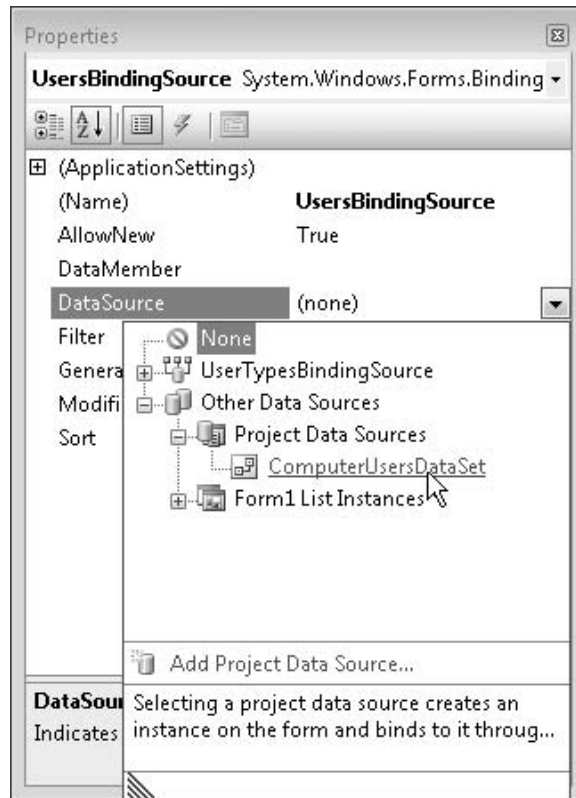 Properties
UsersBindingSource System.Windows.Forms.Binding
A
Z
(ApplicationSettings)
(Name) UsersBindingSource
AllowNew True
DataMember
DataSource (none)
Filter None
Genera UserTypesBindingSource
Modifi Other Data Sources
Sort Project Data Sources
ComputerUsersDataSet
Form1 List Instances
Add Project Data Source...
DataSou Selecting a project data source creates an
Indicates instance on the form and binds to it throug...